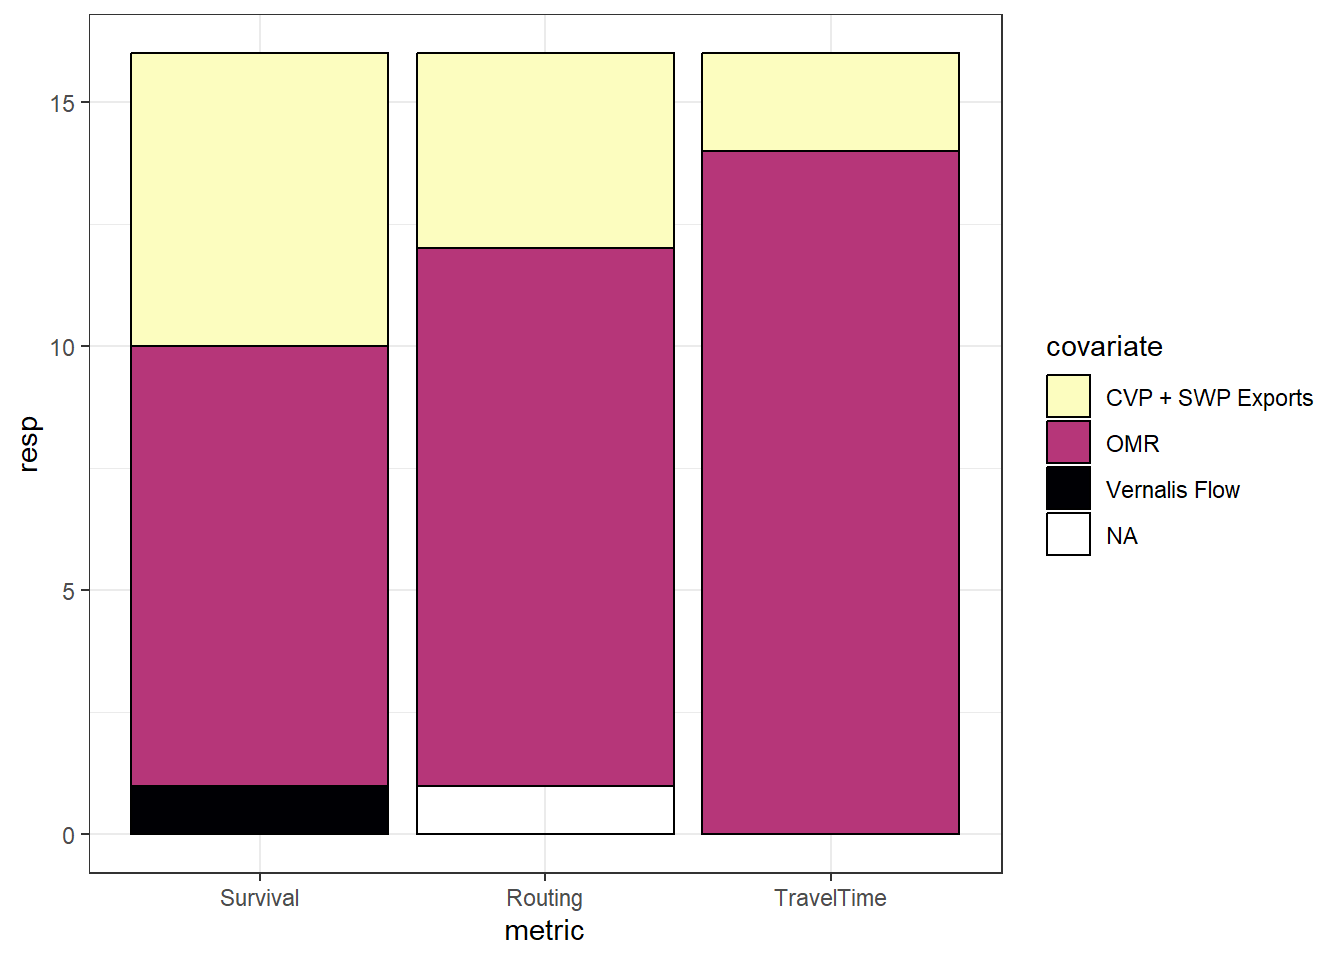 resp
15
10
5
0
Survival
Routing
TravelTime
metric
covariate
CVP + SWP Exports
OMR
Vernalis Flow
NA